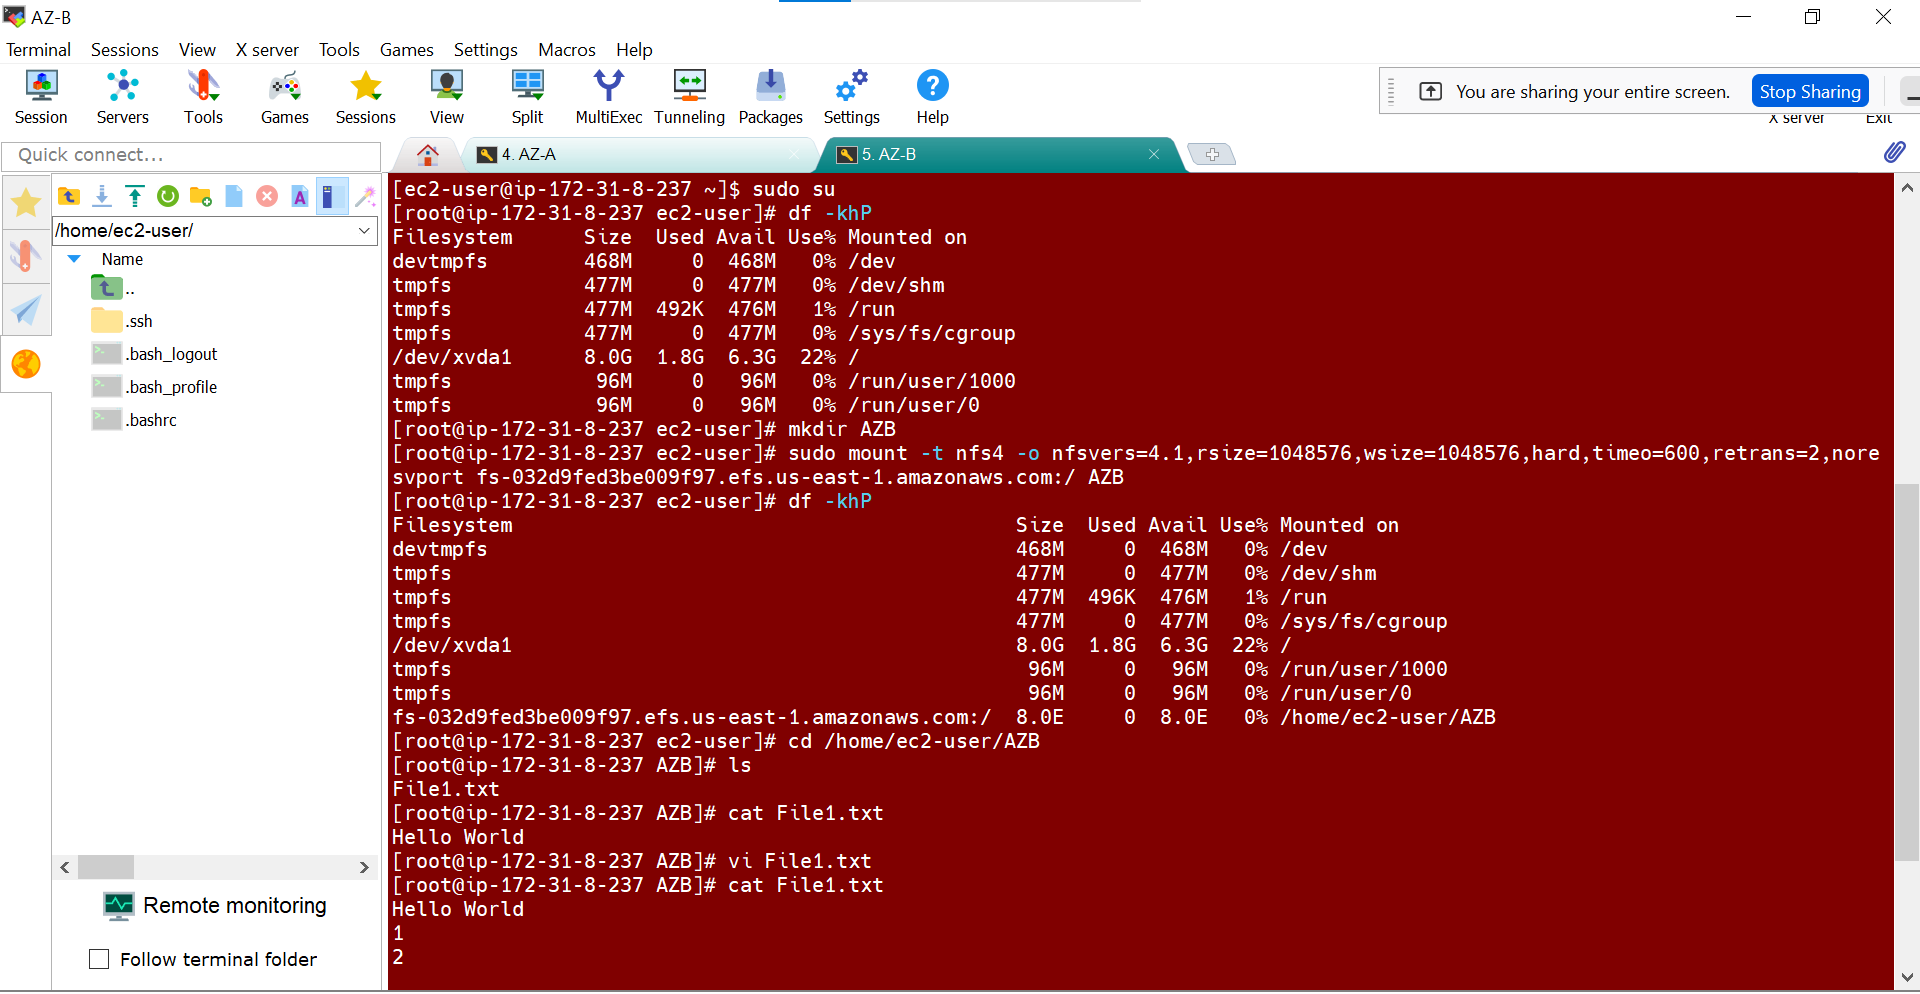 AZ-B
Terminal Sessions View X server Tools Games Settings Macros Help
Session Servers Tools Games Sessions View Split MultiExec Tunneling Packages Settings Help
You are sharing your entire screen. Stop Sharing
X server Exit
Quick connect...
4. AZ-A
5. AZ-B
/home/ec2-user/
Name
..
.ssh
.bash_logout
.bash_profile
.bashrc
Remote monitoring
Follow terminal folder
[ec2-user@ip-172-31-8-237 ~]$ sudo su
[root@ip-172-31-8-237 ec2-user]# df -khP
Filesystem      Size  Used Avail Use% Mounted on
devtmpfs        468M     0  468M   0% /dev
tmpfs           477M     0  477M   0% /dev/shm
tmpfs           477M  492K  476M   1% /run
tmpfs           477M     0  477M   0% /sys/fs/cgroup
/dev/xvda1      8.0G  1.8G  6.3G  22% /
tmpfs            96M     0   96M   0% /run/user/1000
tmpfs            96M     0   96M   0% /run/user/0
[root@ip-172-31-8-237 ec2-user]# mkdir AZB
[root@ip-172-31-8-237 ec2-user]# sudo mount -t nfs4 -o nfsvers=4.1,rsize=1048576,wsize=1048576,hard,timeo=600,retrans=2,nore
svport fs-032d9fed3be009f97.efs.us-east-1.amazonaws.com:/ AZB
[root@ip-172-31-8-237 ec2-user]# df -khP
Filesystem                                          Size  Used Avail Use% Mounted on
devtmpfs                                            468M     0  468M   0% /dev
tmpfs                                               477M     0  477M   0% /dev/shm
tmpfs                                               477M  496K  476M   1% /run
tmpfs                                               477M     0  477M   0% /sys/fs/cgroup
/dev/xvda1                                          8.0G  1.8G  6.3G  22% /
tmpfs                                                96M     0   96M   0% /run/user/1000
tmpfs                                                96M     0   96M   0% /run/user/0
fs-032d9fed3be009f97.efs.us-east-1.amazonaws.com:/  8.0E     0  8.0E   0% /home/ec2-user/AZB
[root@ip-172-31-8-237 ec2-user]# cd /home/ec2-user/AZB
[root@ip-172-31-8-237 AZB]# ls
File1.txt
[root@ip-172-31-8-237 AZB]# cat File1.txt
Hello World
[root@ip-172-31-8-237 AZB]# vi File1.txt
[root@ip-172-31-8-237 AZB]# cat File1.txt
Hello World
1
2